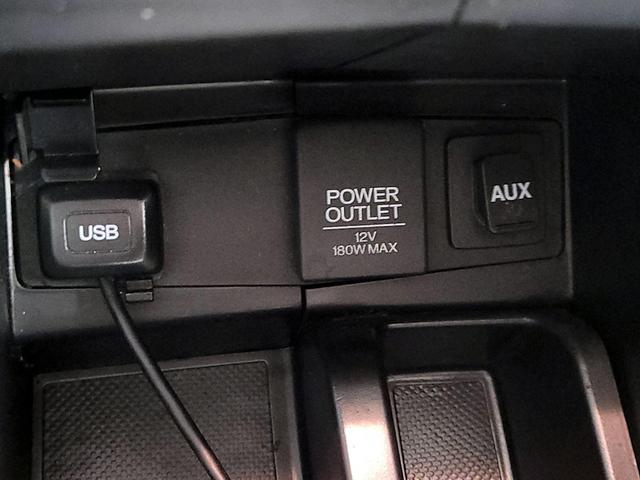 USB
POWER
OUTLET
12V
180W MAX
AUX